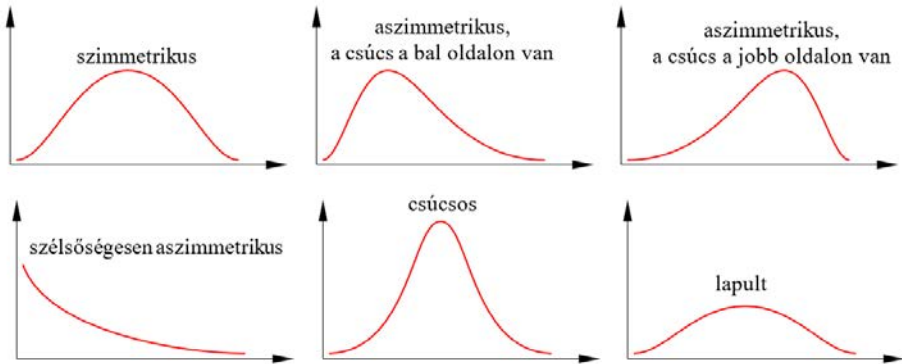 szimmetrikus
aszimmetrikus,
a csúcs a bal oldalon van
aszimmetrikus,
a csúcs a jobb oldalon van
szélsőségesen aszimmetrikus
csúcsos
lapult